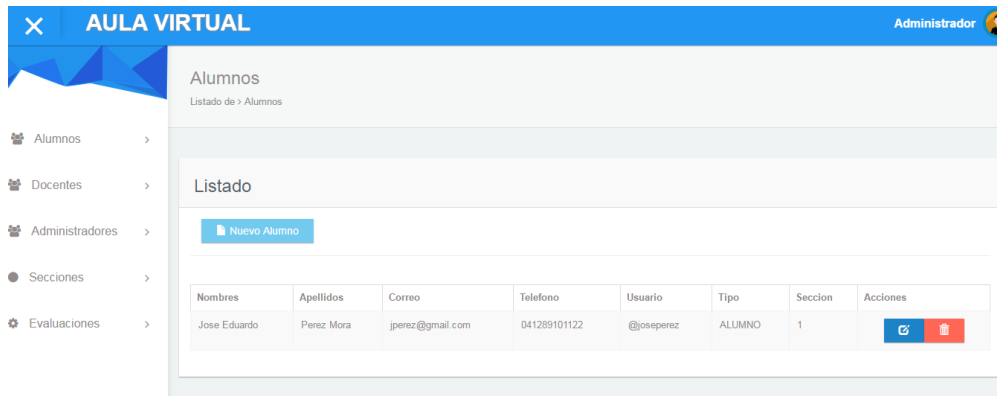 AULA VIRTUAL
Administrador
Alumnos
Listado de > Alumnos
Alumnos
Docentes
Administradores
Secciones
Evaluaciones
Listado
Nuevo Alumno
Nombres Apellidos Correo Telefono Usuario Tipo Seccion Acciones
Jose Eduardo Perez Mora jperez@gmail.com 041289101122 @joseperez ALUMNO 1